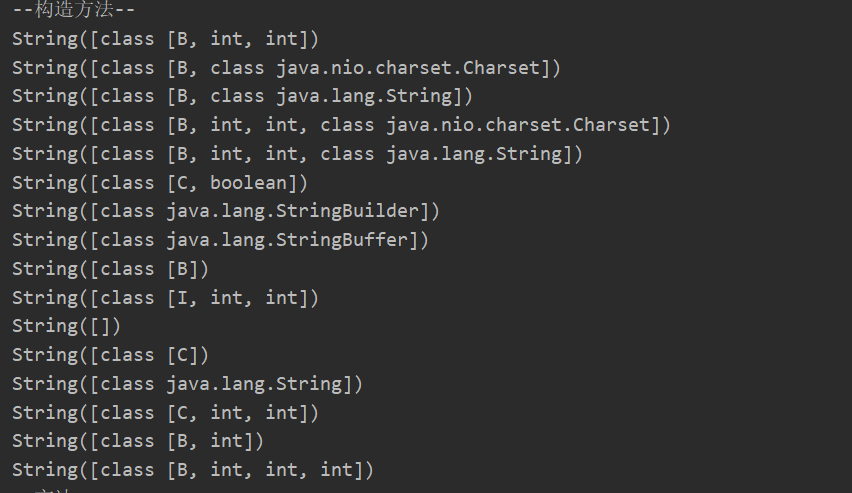 --构造方法--
String([class [B, int, int])
String([class [B, class java.nio.charset.Charset])
String([class [B, class java.lang.String])
String([class [B, int, int, class java.nio.charset.Charset])
String([class [B, int, int, class java.lang.String])
String([class [C, boolean])
String([class java.lang.StringBuilder])
String([class java.lang.StringBuffer])
String([class [B])
String([class [I, int, int])
String([])
String([class [C])
String([class java.lang.String])
String([class [C, int, int])
String([class [B, int])
String([class [B, int, int, int])